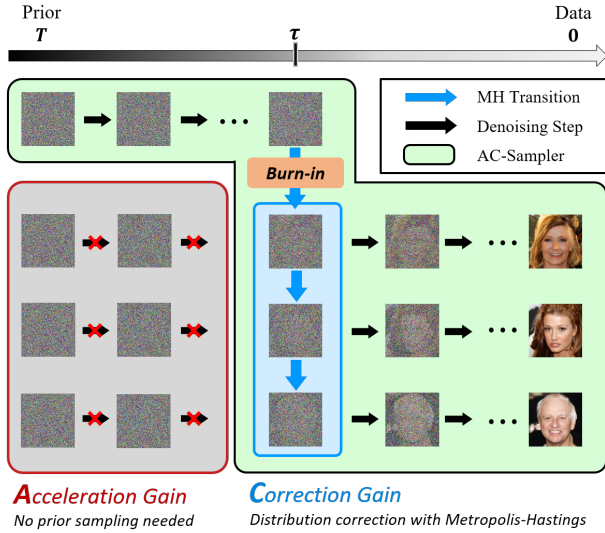 Prior
Data
T
τ
0
MH Transition
Denoising Step
AC-Sampler
Burn-in
Acceleration Gain
No prior sampling needed
Correction Gain
Distribution correction with Metropolis-Hastings